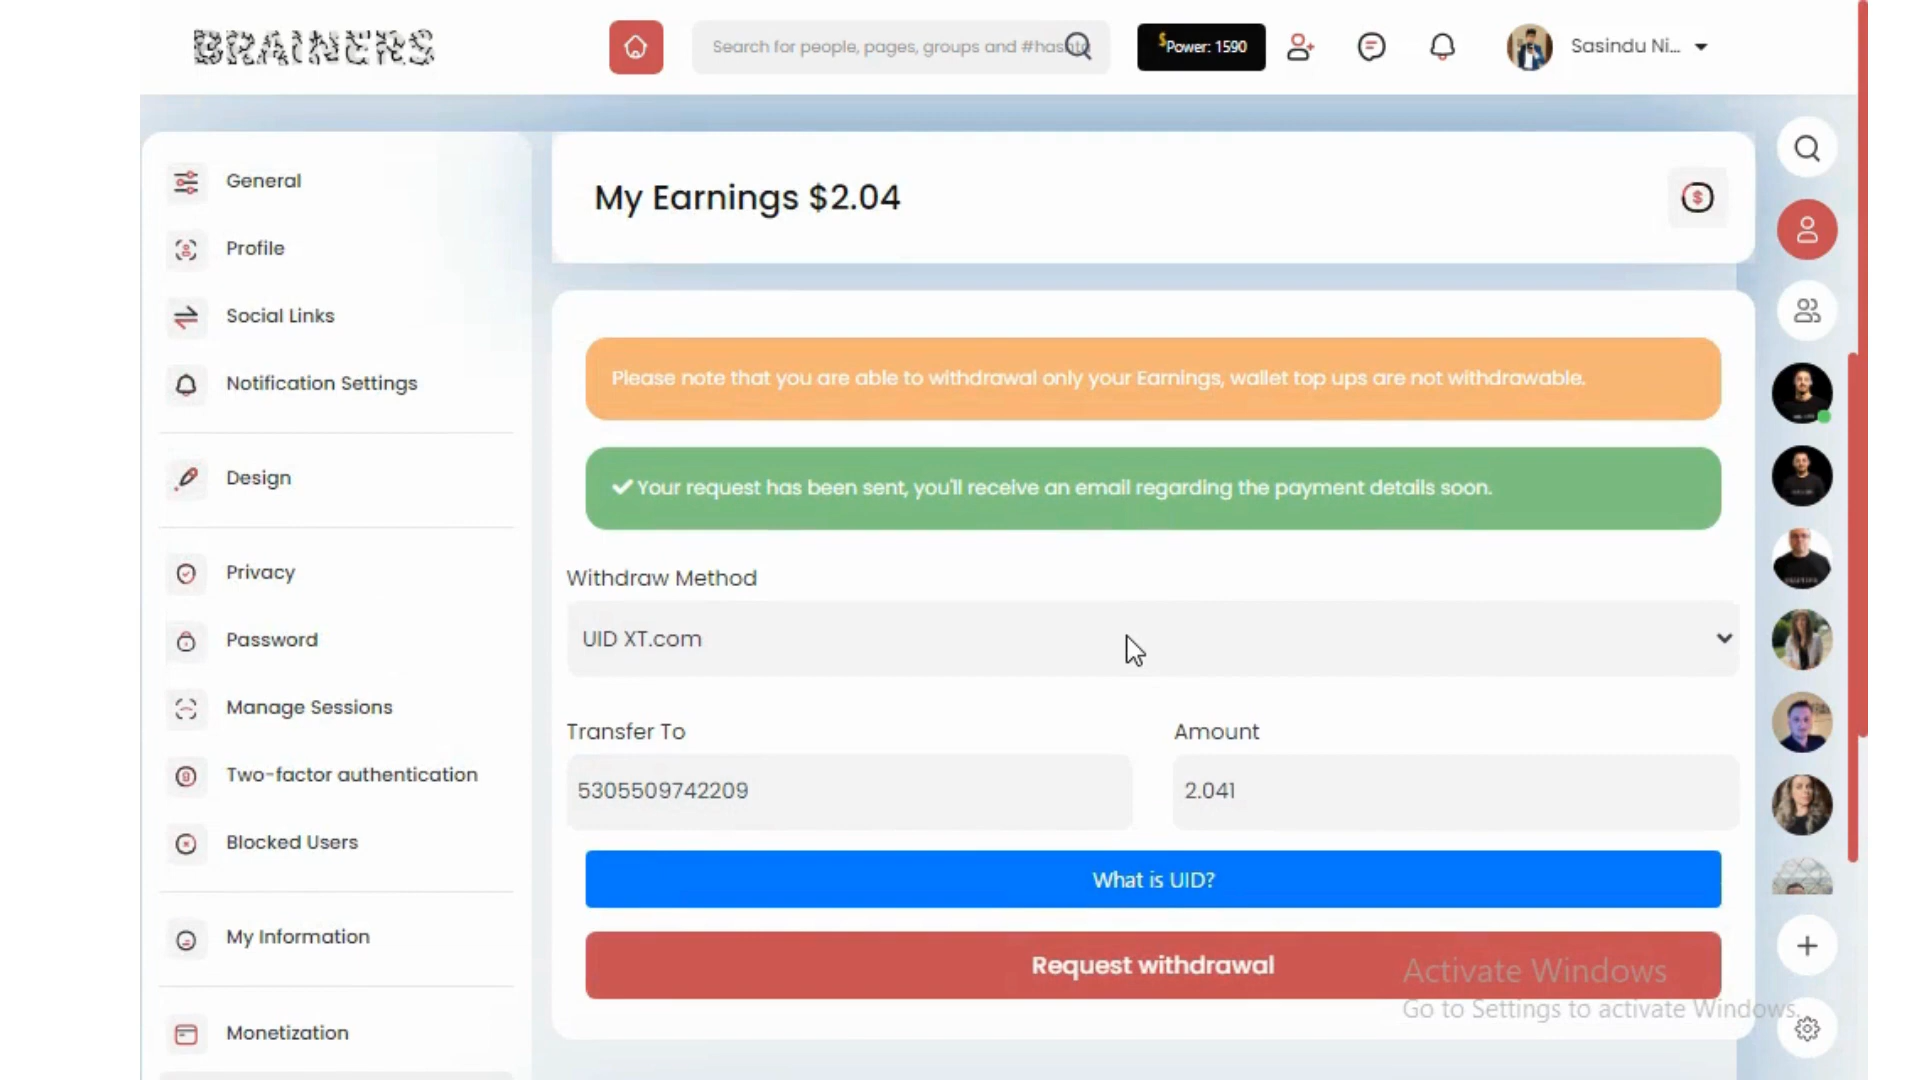 BRAINERS
Search for people, pages, groups and #hashta
$Power: 1590
Sasindu Ni...
General
Profile
Social Links
Notification Settings
Design
Privacy
Password
Manage Sessions
Two-factor authentication
Blocked Users
My Information
Monetization
My Earnings $2.04
Please note that you are able to withdrawal only your Earnings, wallet top ups are not withdrawable.
Your request has been sent, you'll receive an email regarding the payment details soon.
Withdraw Method
UID XT.com
Transfer To
Amount
5305509742209
2.041
What is UID?
Request withdrawal
Activate Windows
Go to Settings to activate Windows.